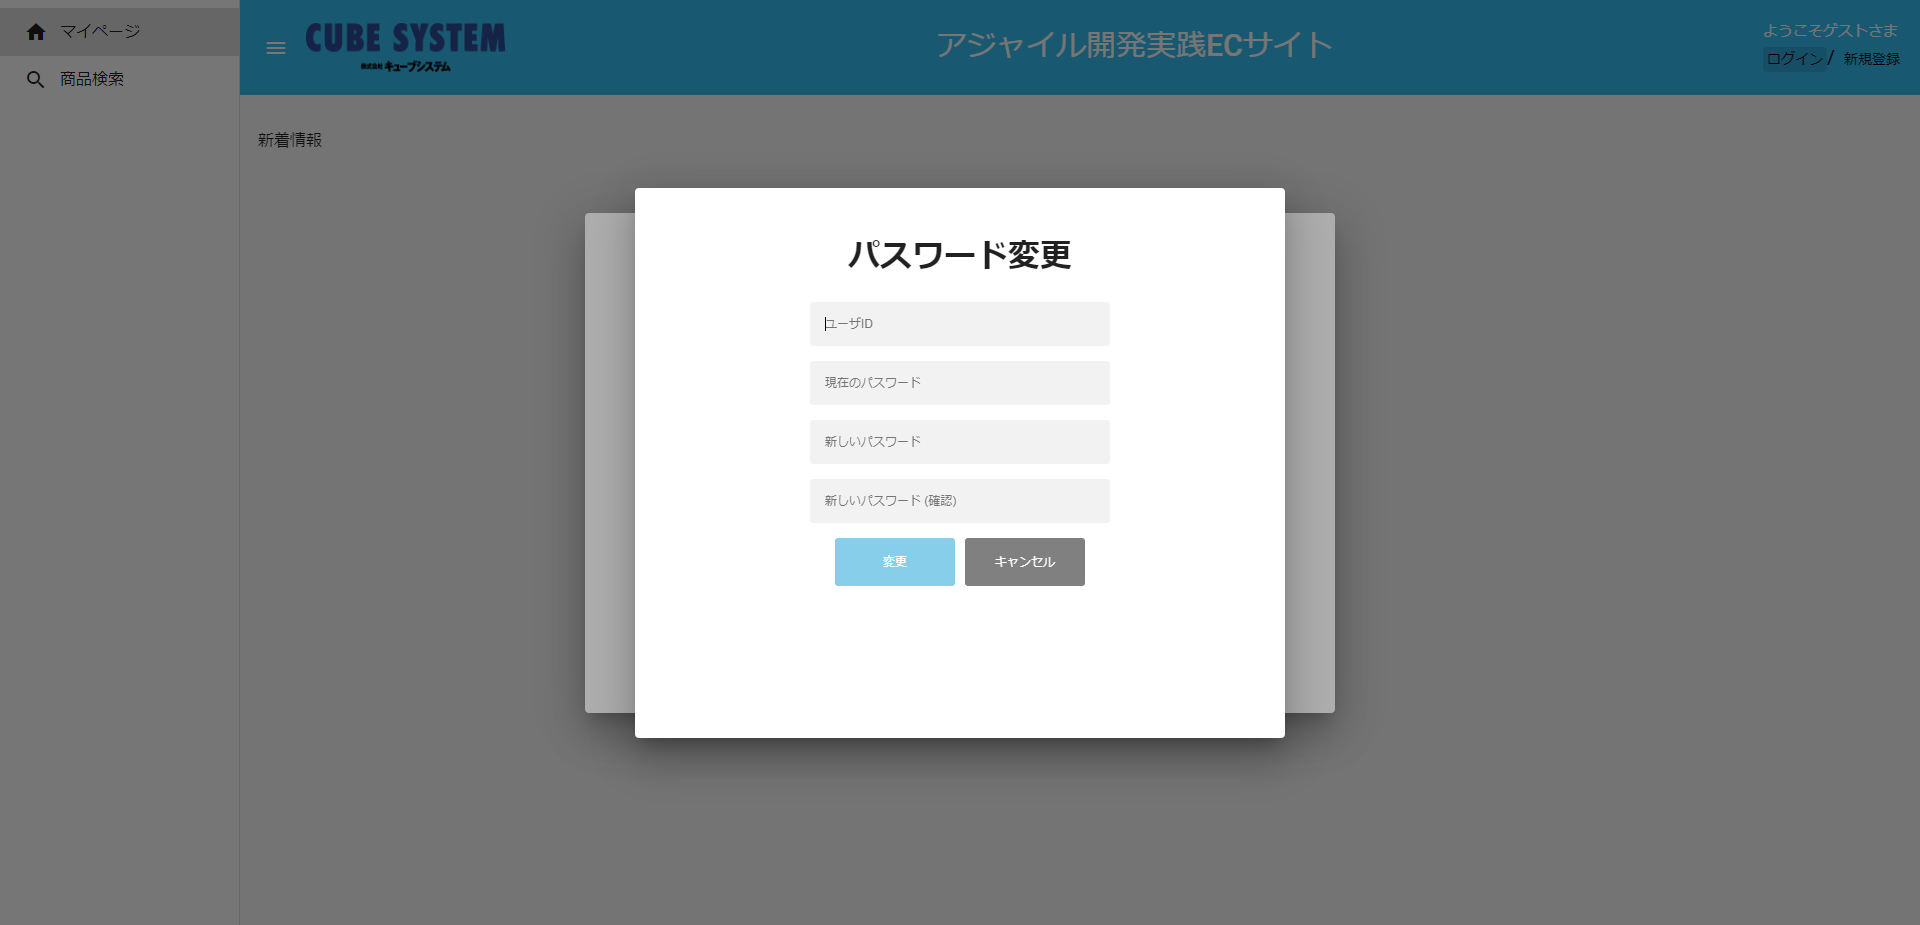 マイページ
商品検索
CUBE SYSTEM
株式会社 キューブシステム
アジャイル開発実践ECサイト
ようこそゲストさま
ログイン / 新規登録
新着情報
パスワード変更
ユーザID
現在のパスワード
新しいパスワード
新しいパスワード (確認)
変更 キャンセル